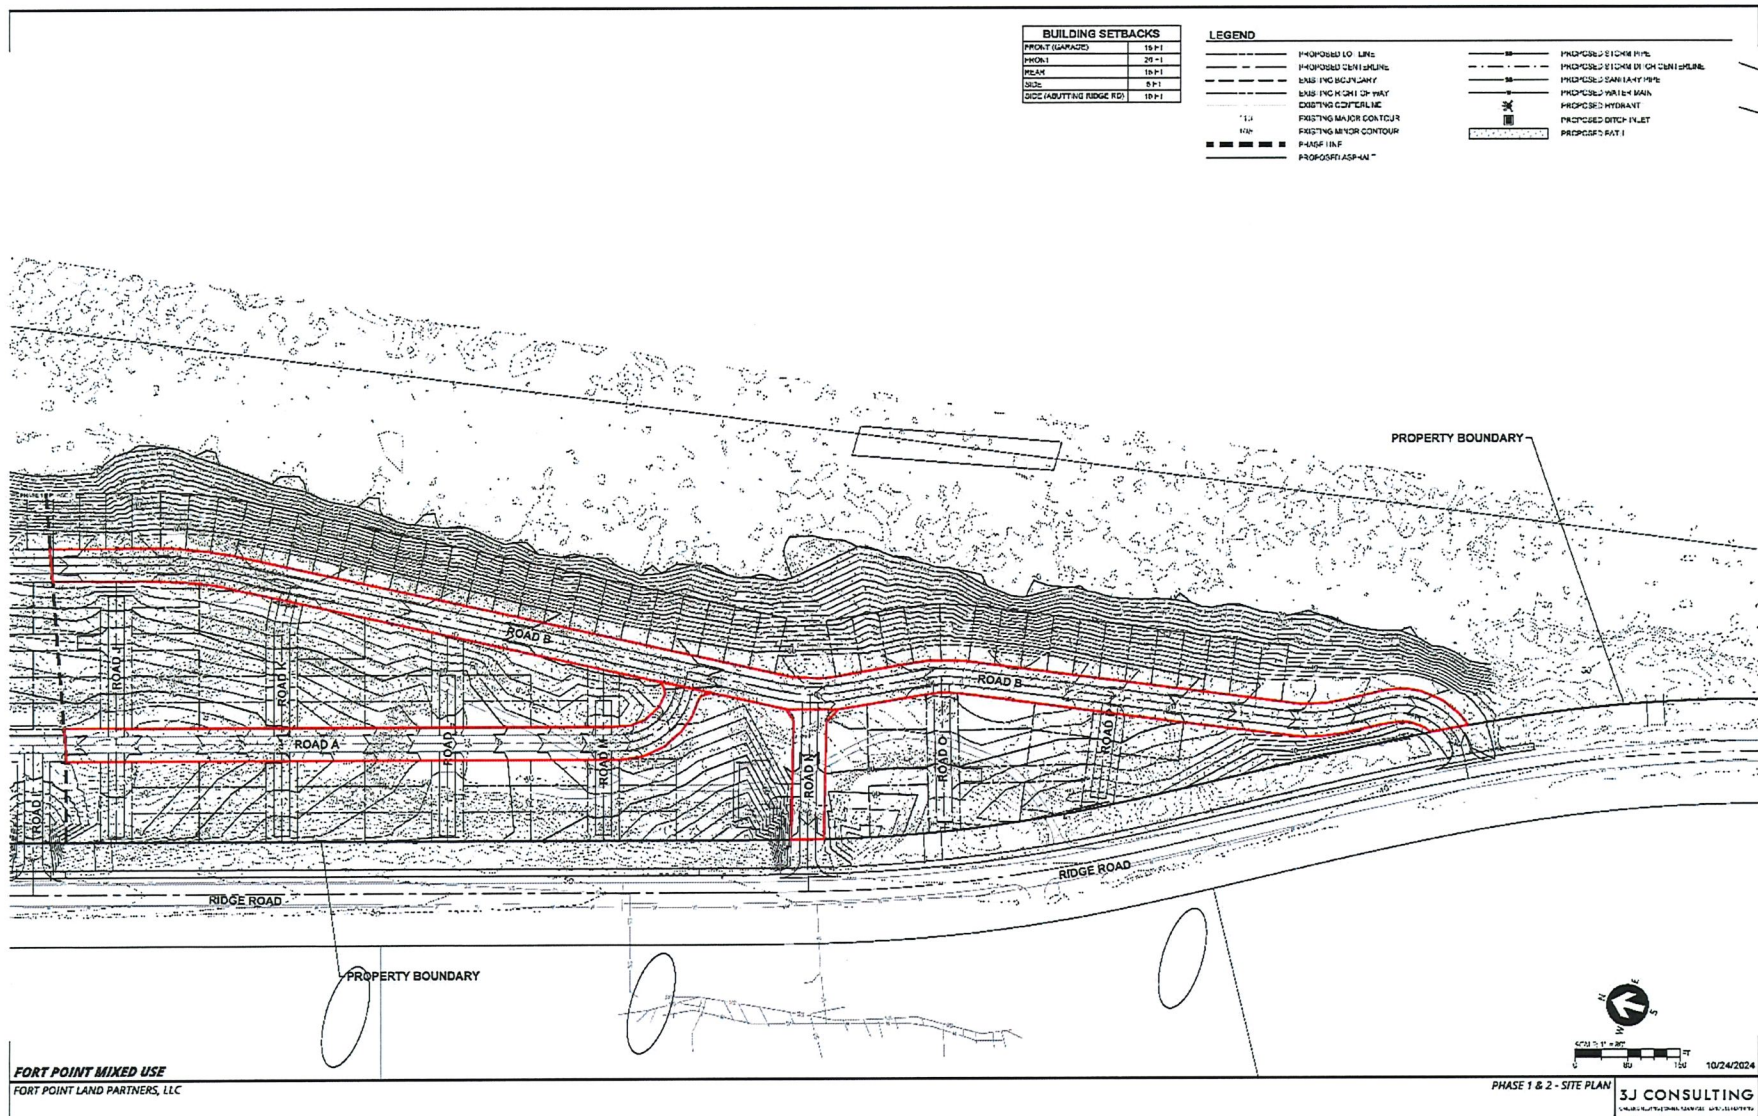 BUILDING SETBACKS
FRONT (GARAGE)
FRONT
REAR
SIDE
SIDE (ABUTTING RIDGE RD)
LEGEND
PROPOSED LOT LINE
PROPOSED CENTERLINE
EXISTING BOUNDARY
EXISTING RIGHT OF WAY
EXISTING CENTERLINE
EXISTING MAJOR CONTOUR
EXISTING MINOR CONTOUR
PHASE LINE
PROPOSED ASPHALT
PROPOSED STORM PIPE
PROPOSED STORM DITCH CENTERLINE
PROPOSED SANITARY PIPE
PROPOSED WATER MAIN
PROPOSED HYDRANT
PROPOSED DITCH INLET
PROPERTY BOUNDARY
ROAD B
ROAD B
ROAD K
ROAD A
ROAD M
ROAD N
ROAD O
ROAD P
ROAD I
RIDGE ROAD
RIDGE ROAD
PROPERTY BOUNDARY
N
E
S
W
FT
10/24/2024
FORT POINT MIXED USE
FORT POINT LAND PARTNERS, LLC
PHASE 1 & 2 - SITE PLAN
3J CONSULTING